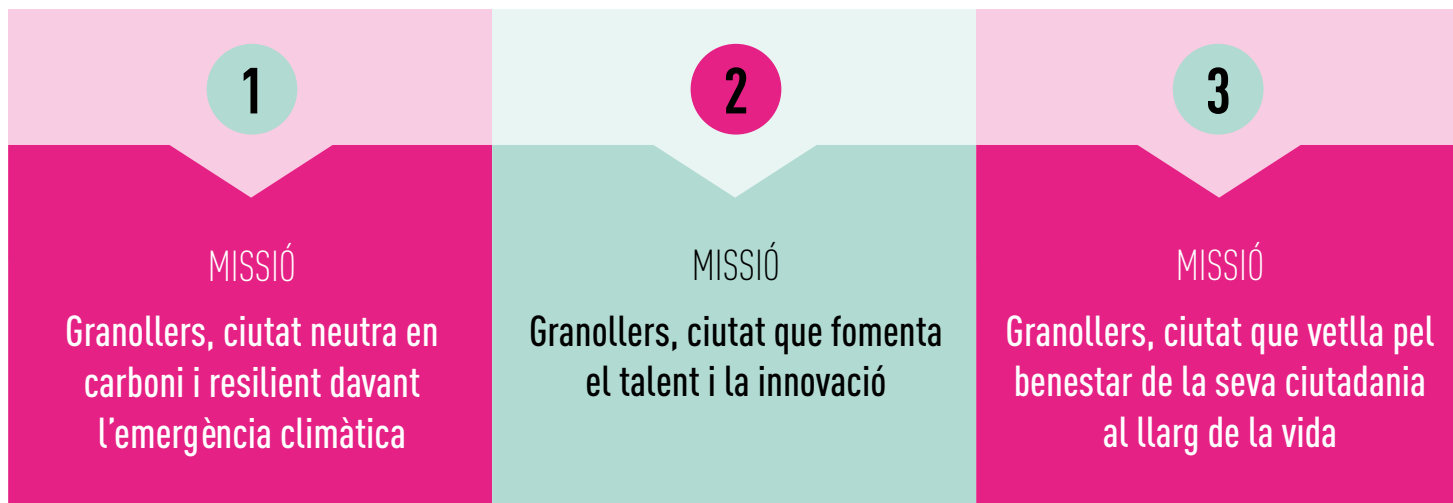 1
MISSIÓ
Granollers, ciutat neutra en
carboni i resilient davant
l’emergència climàtica
2
MISSIÓ
Granollers, ciutat que fomenta
el talent i la innovació
3
MISSIÓ
Granollers, ciutat que vetlla pel
benestar de la seva ciutadania
al llarg de la vida